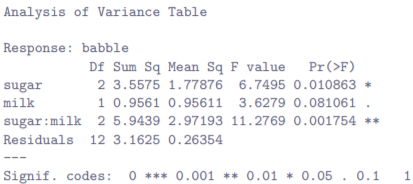 Analysis of Variance Table

Response: babble
           Df Sum Sq Mean Sq F value   Pr(>F)
sugar       2 3.5575 1.77876  6.7495 0.010863 *
milk        1 0.9561 0.95611  3.6279 0.081061 .
sugar:milk  2 5.9439 2.97193 11.2769 0.001754 **
Residuals  12 3.1625 0.26354
---
Signif. codes:  0 *** 0.001 ** 0.01 * 0.05 . 0.1   1